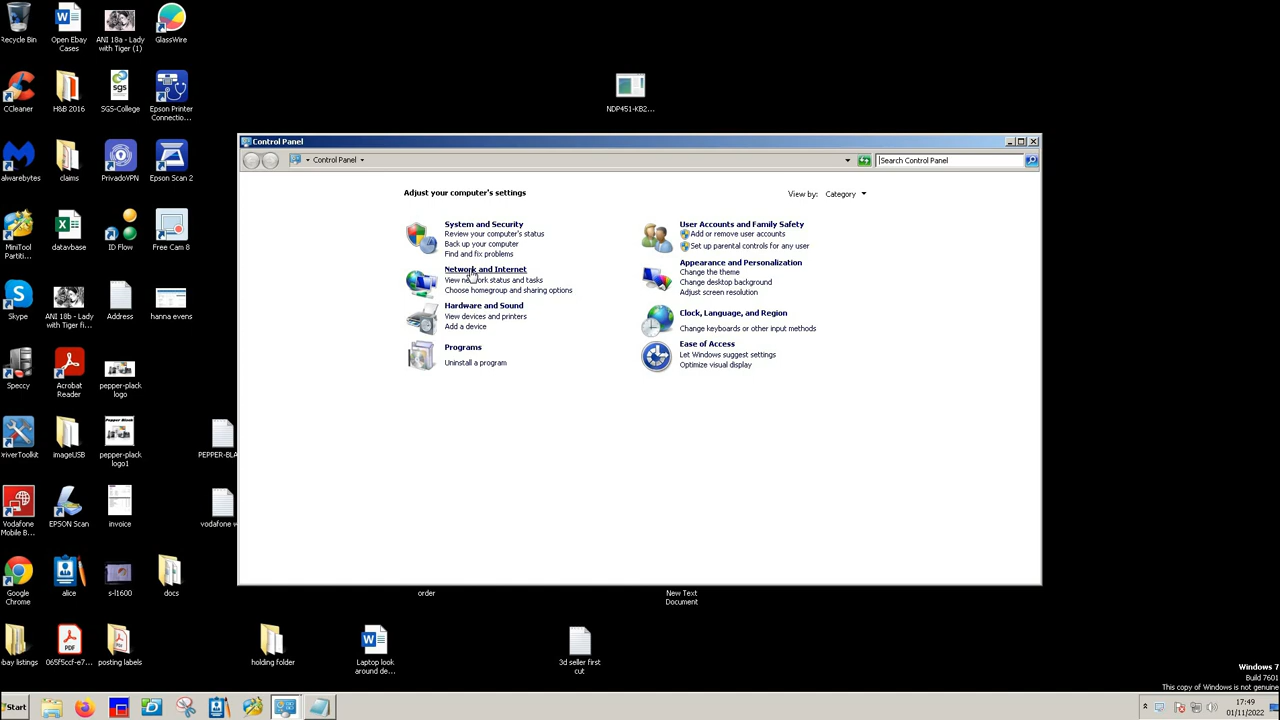 Recycle Bin
Open Ebay
Cases
ANI 18a - Lady
with Tiger (1)
GlassWire
CCleaner
H&B 2016
SGS-College
Epson Printer
Connectio...
NDP451-KB2...
alwarebytes
claims
PrivadoVPN
Epson Scan 2
MiniTool
Partiti...
datavbase
ID Flow
Free Cam 8
Skype
ANI 18b - Lady
with Tiger fi...
Address
hanna evens
Speccy
Acrobat
Reader
pepper-plack
logo
DriverToolkit
imageUSB
pepper-plack
logo1
PEPPER-BLA
Vodafone
Mobile B...
EPSON Scan
invoice
vodafone w
Google
Chrome
alice
s-l1600
docs
order
New Text
Document
ebay listings
065f5ccf-e7...
posting labels
holding folder
Laptop look
around de...
3d seller first
cut
Control Panel
Control Panel
Search Control Panel
Adjust your computer's settings
View by: Category
System and Security
Review your computer's status
Back up your computer
Find and fix problems
Network and Internet
View network status and tasks
Choose homegroup and sharing options
Hardware and Sound
View devices and printers
Add a device
Programs
Uninstall a program
User Accounts and Family Safety
Add or remove user accounts
Set up parental controls for any user
Appearance and Personalization
Change the theme
Change desktop background
Adjust screen resolution
Clock, Language, and Region
Change keyboards or other input methods
Ease of Access
Let Windows suggest settings
Optimize visual display
Windows 7
Build 7601
This copy of Windows is not genuine
Start
17:49
01/11/2022